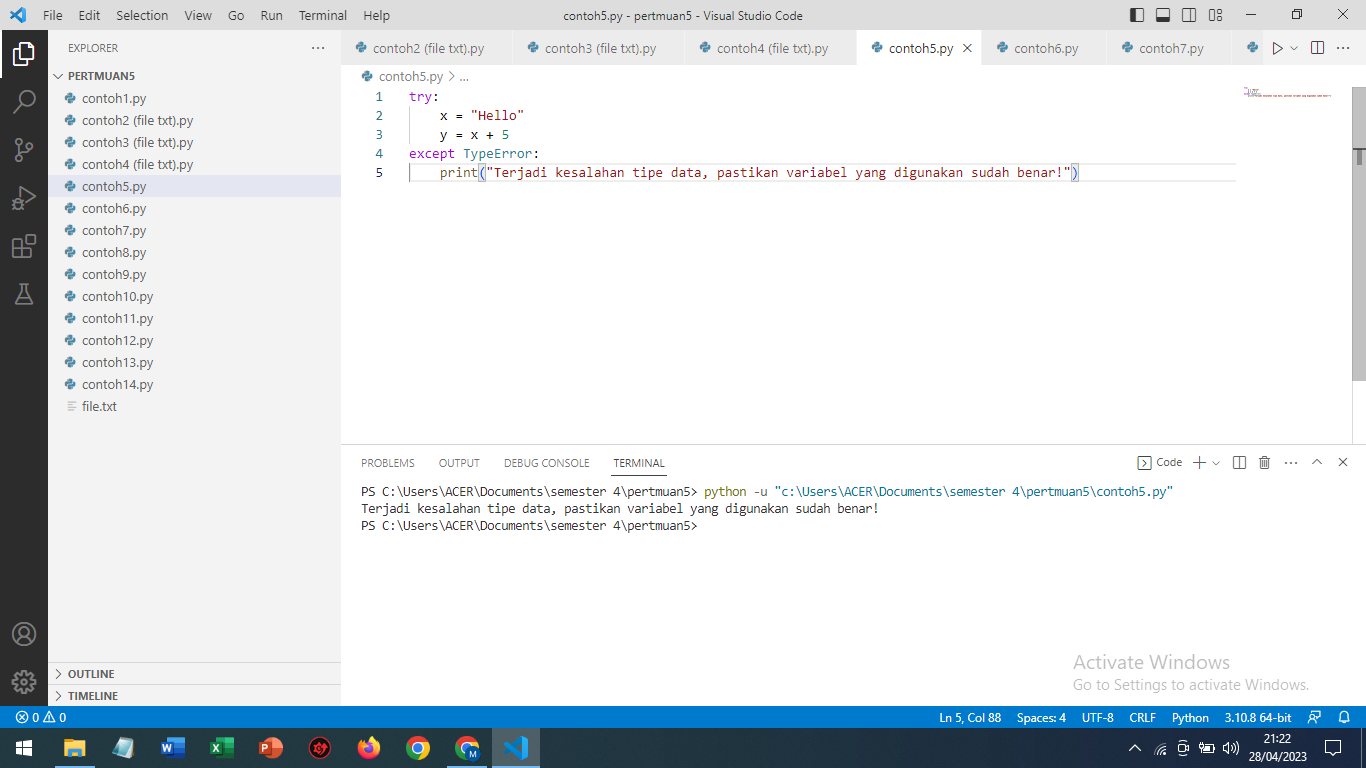 File Edit Selection View Go Run Terminal Help
contoh5.py - pertmuan5 - Visual Studio Code
EXPLORER
PERTMUAN5
contoh1.py
contoh2 (file txt).py
contoh3 (file txt).py
contoh4 (file txt).py
contoh5.py
contoh6.py
contoh7.py
contoh8.py
contoh9.py
contoh10.py
contoh11.py
contoh12.py
contoh13.py
contoh14.py
file.txt
OUTLINE
TIMELINE
contoh2 (file txt).py contoh3 (file txt).py contoh4 (file txt).py contoh5.py contoh6.py contoh7.py
contoh5.py > ...
1 try:
2     x = "Hello"
3     y = x + 5
4 except TypeError:
5     print("Terjadi kesalahan tipe data, pastikan variabel yang digunakan sudah benar!")
PROBLEMS OUTPUT DEBUG CONSOLE TERMINAL
Code
PS C:\Users\ACER\Documents\semester 4\pertmuan5> python -u "c:\Users\ACER\Documents\semester 4\pertmuan5\contoh5.py"
Terjadi kesalahan tipe data, pastikan variabel yang digunakan sudah benar!
PS C:\Users\ACER\Documents\semester 4\pertmuan5>
Activate Windows
Go to Settings to activate Windows.
0 0
Ln 5, Col 88 Spaces: 4 UTF-8 CRLF Python 3.10.8 64-bit
21:22
28/04/2023